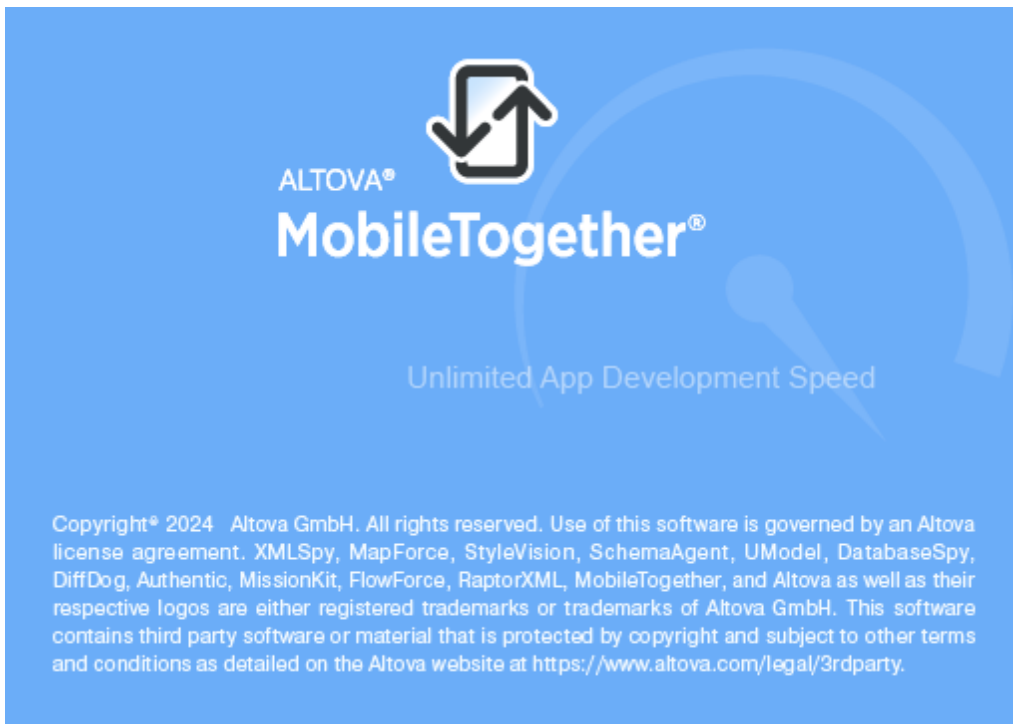 ALTOVA®
MobileTogether®
Unlimited App Development Speed
Copyright© 2024 Altova GmbH. All rights reserved. Use of this software is governed by an Altova
license agreement. XMLSpy, MapForce, StyleVision, SchemaAgent, UModel, DatabaseSpy,
DiffDog, Authentic, MissionKit, FlowForce, RaptorXML, MobileTogether, and Altova as well as their
respective logos are either registered trademarks or trademarks of Altova GmbH. This software
contains third party software or material that is protected by copyright and subject to other terms
and conditions as detailed on the Altova website at https://www.altova.com/legal/3rdparty.